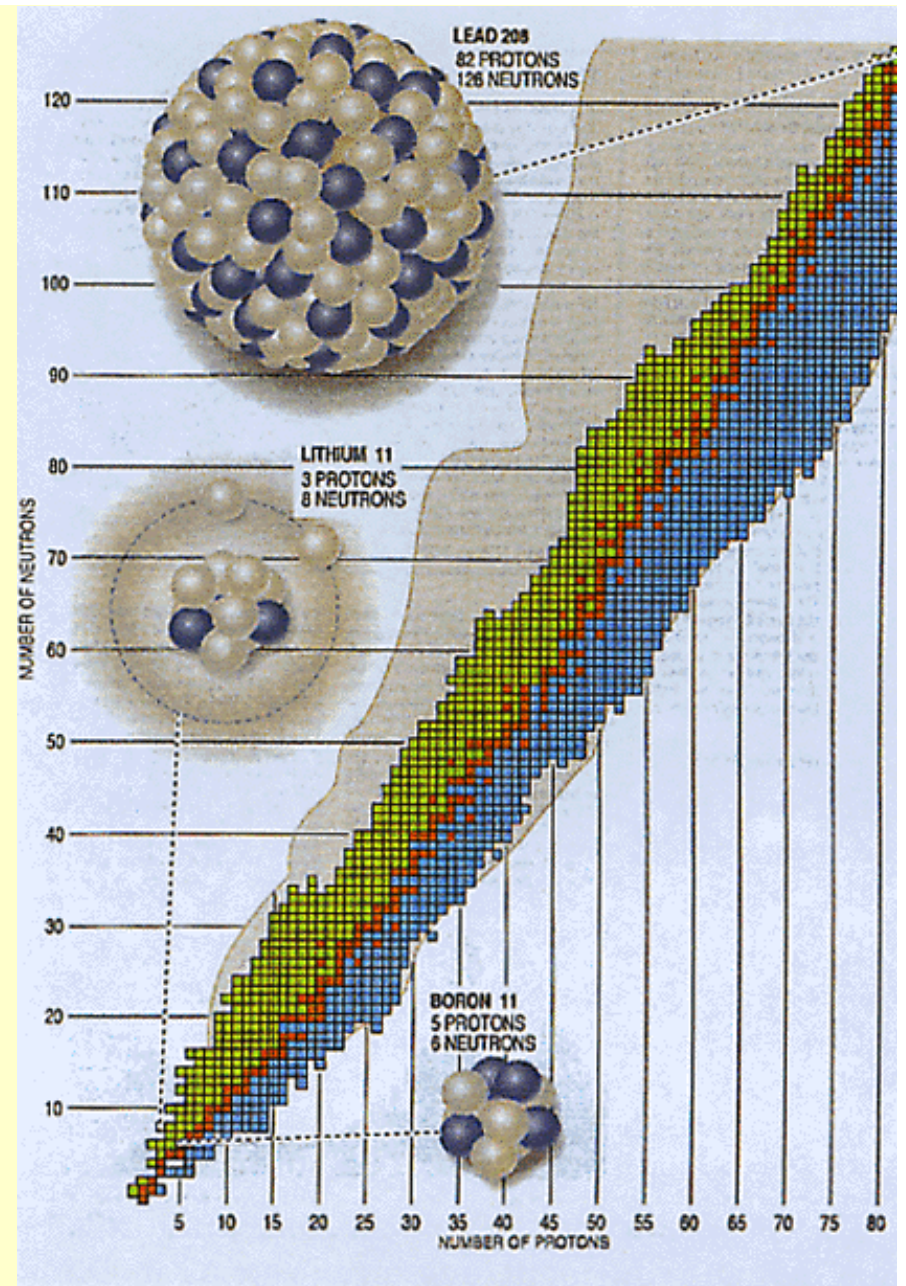 LEAD 208
82 PROTONS
126 NEUTRONS
120
110
100
90
LITHIUM 11
3 PROTONS
8 NEUTRONS
80
70
60
50
40
30
20
10
NUMBER OF NEUTRONS
BORON 11
5 PROTONS
6 NEUTRONS
5 10 15 20 25 30 35 40 45 50 55 60 65 70 75 80
NUMBER OF PROTONS